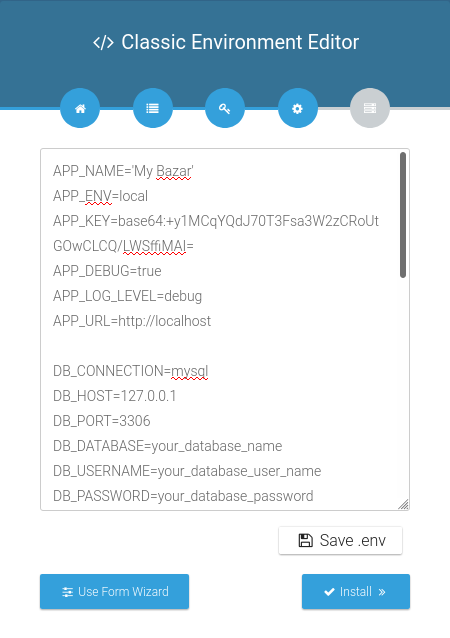 </> Classic Environment Editor
APP_NAME='My Bazar'
APP_ENV=local
APP_KEY=base64:+y1MCqYQdJ70T3Fsa3W2zCRoUt
GOwCLCQ/LWSffiMAI=
APP_DEBUG=true
APP_LOG_LEVEL=debug
APP_URL=http://localhost
DB_CONNECTION=mysql
DB_HOST=127.0.0.1
DB_PORT=3306
DB_DATABASE=your_database_name
DB_USERNAME=your_database_user_name
DB_PASSWORD=your_database_password
Save .env
Use Form Wizard
Install »